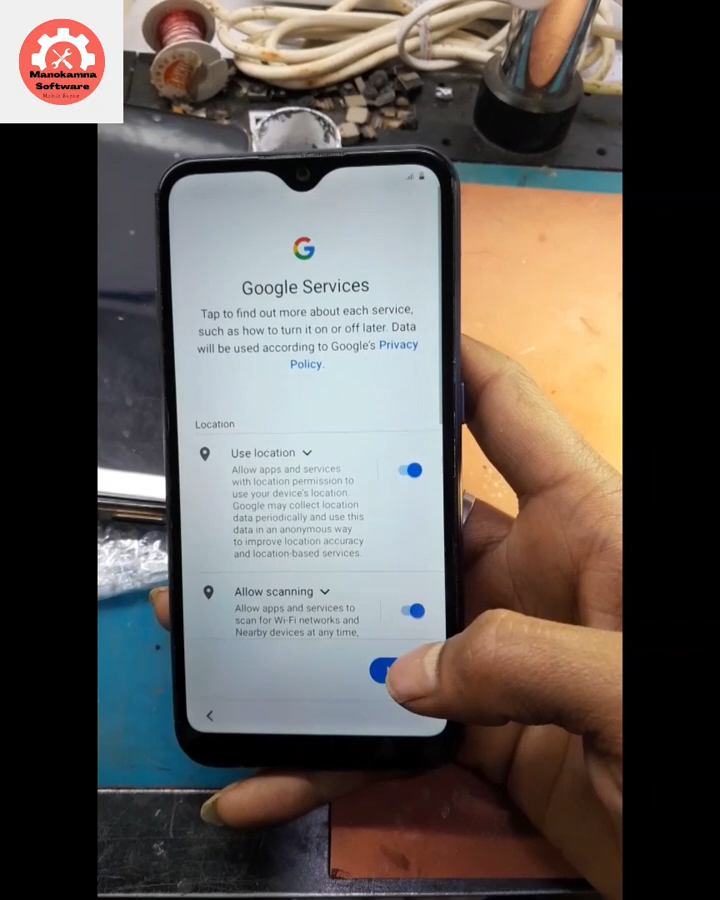 Manokamna
Software
Mobile Repair
Google Services
Tap to find out more about each service,
such as how to turn it on or off later. Data
will be used according to Google's Privacy
Policy.
Location
Use location
Allow apps and services
with location permission to
use your device's location.
Google may collect location
data periodically and use this
data in an anonymous way
to improve location accuracy
and location-based services.
Allow scanning
Allow apps and services to
scan for Wi-Fi networks and
Nearby devices at any time,